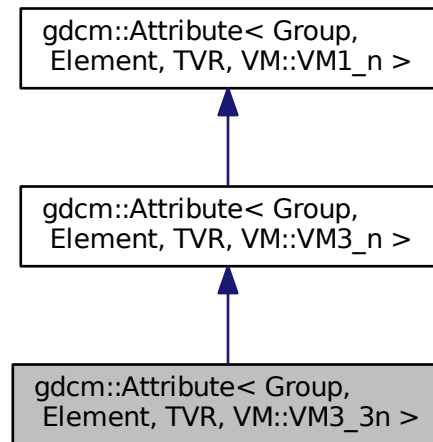 gdcm::Attribute< Group,
Element, TVR, VM::VM1_n >
gdcm::Attribute< Group,
Element, TVR, VM::VM3_n >
gdcm::Attribute< Group,
Element, TVR, VM::VM3_3n >